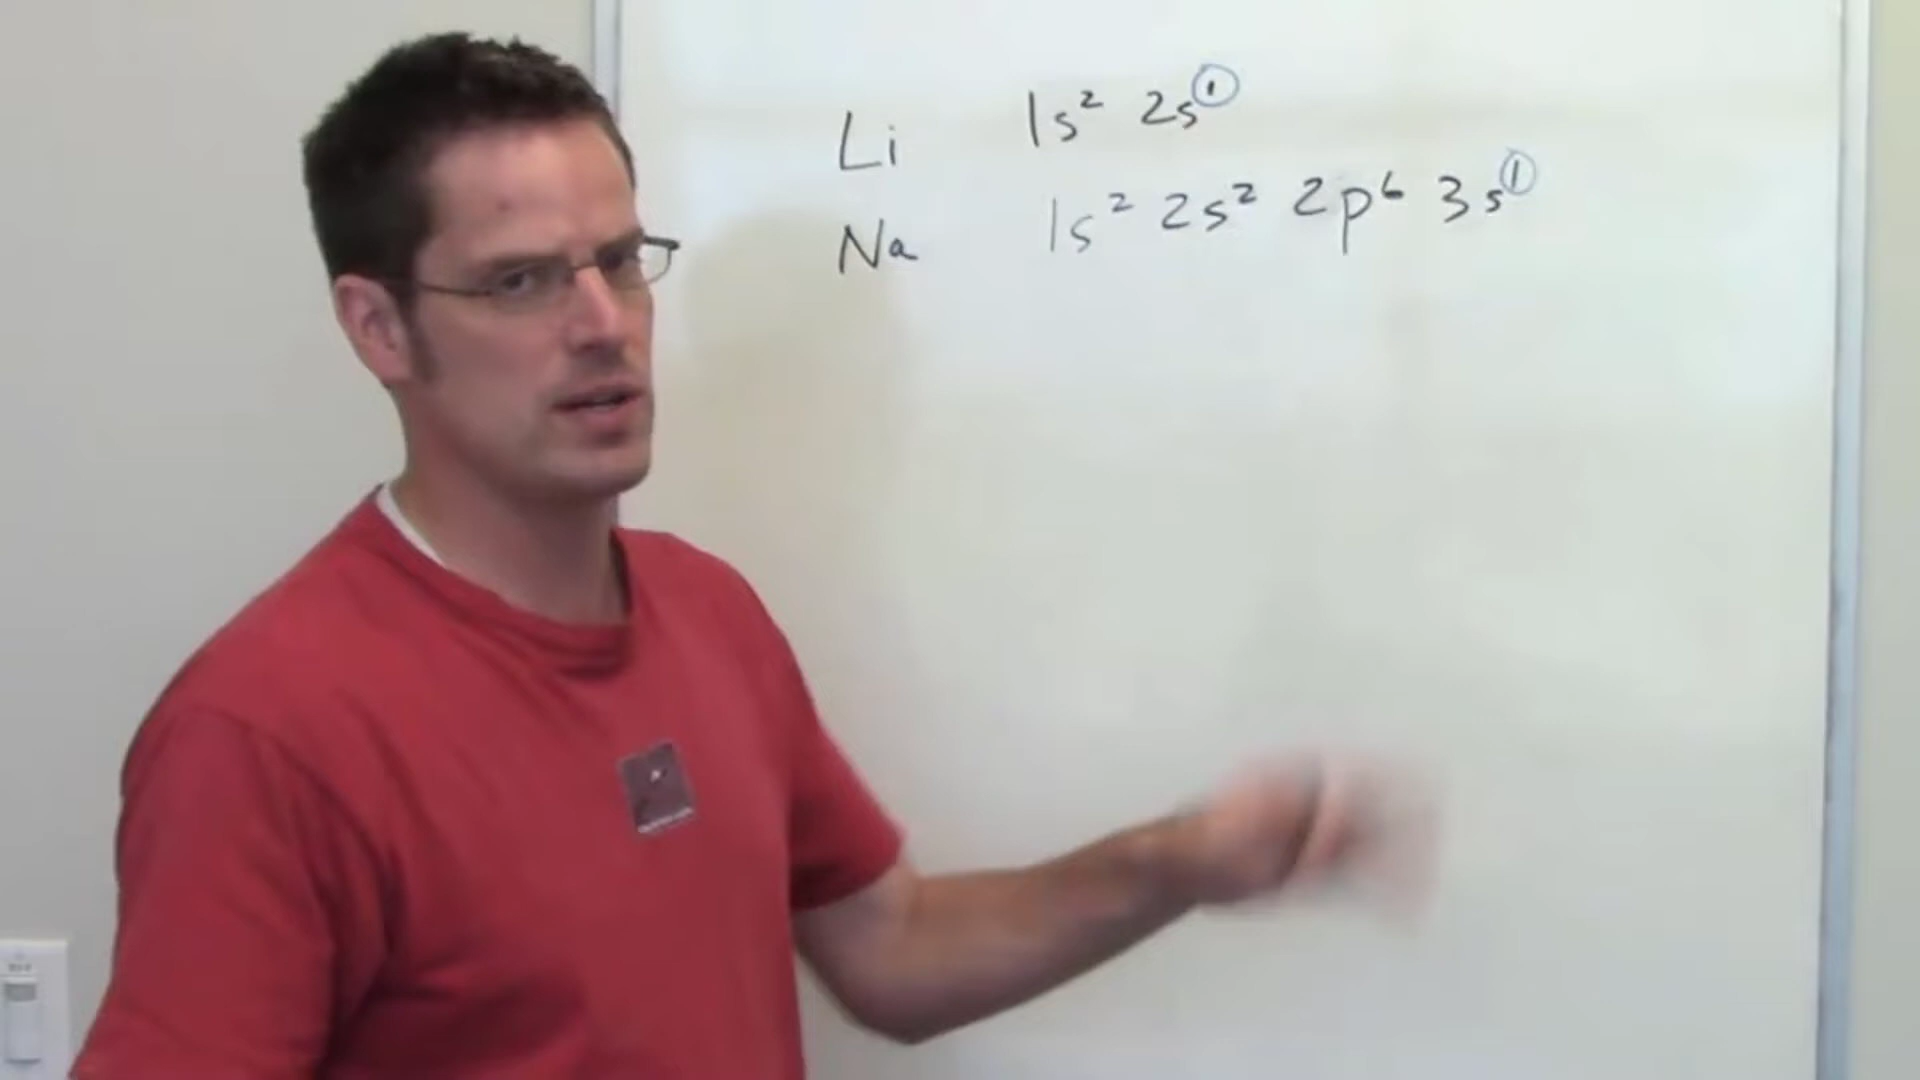 Li 1s² 2s¹
Na 1s² 2s² 2p⁶ 3s¹